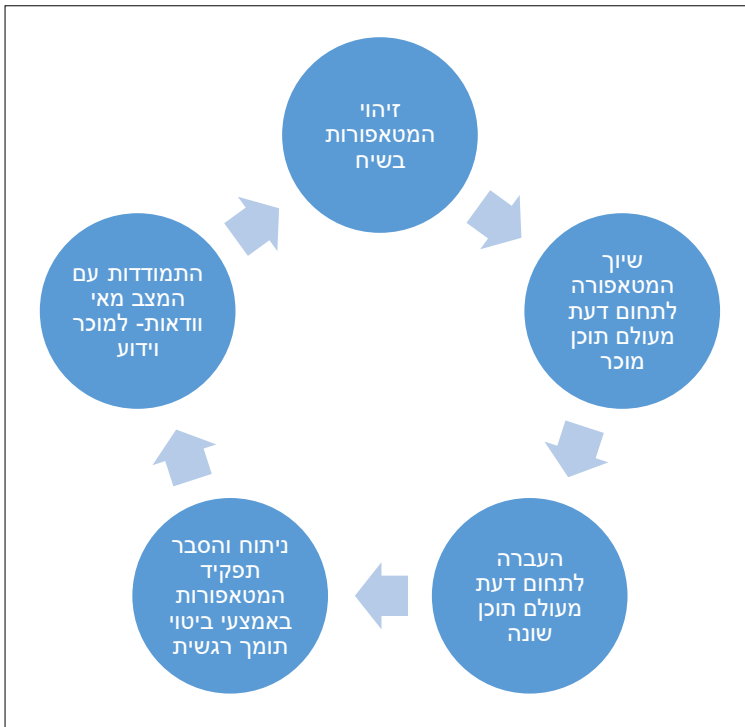 זיהוי
המטאפורות
בשיח
שיוך
המטאפורה
לתחום דעת
מעולם תוכן
מוכר
העברה
לתחום דעת
מעולם תוכן
שונה
ניתוח והסבר
תפקיד
המטאפורות
באמצעי ביטוי
תומך רגשית
התמודדות עם
המצב מאי
וודאות- למוכר
וידוע